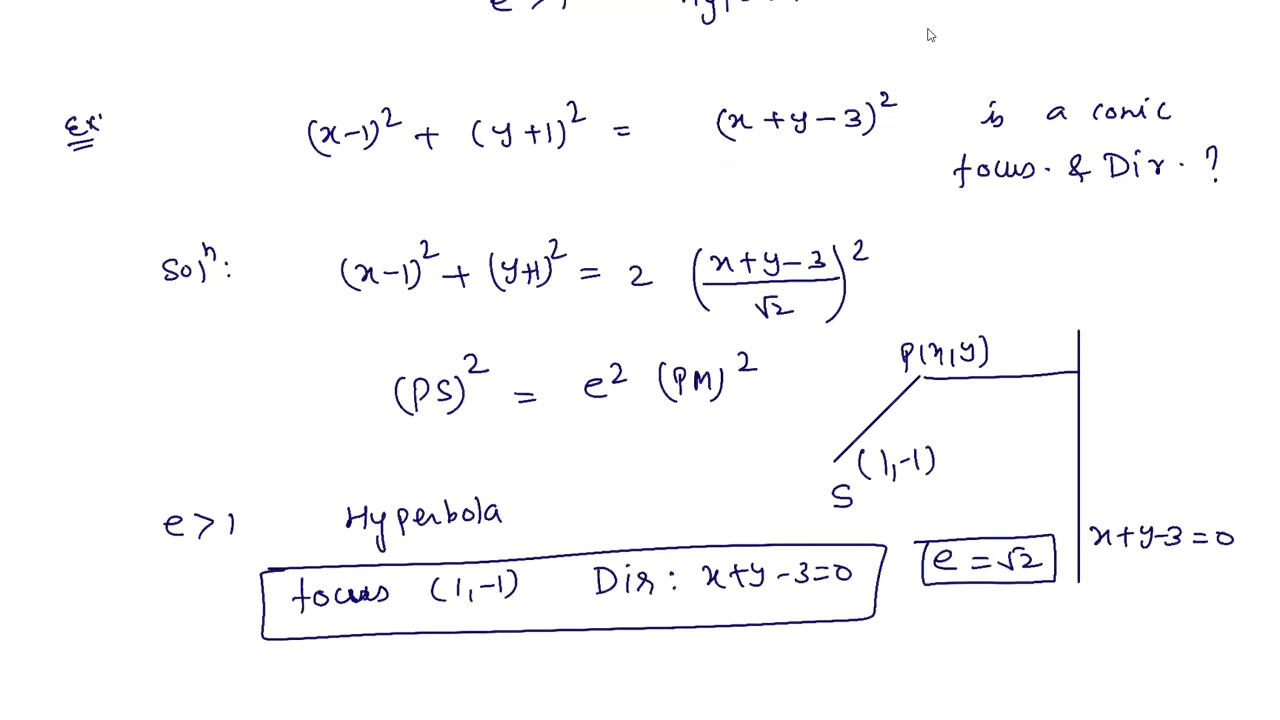 e > 1
Ex: (x-1)² + (y+1)² = (x+y-3)² is a conic
focus. & Dir. ?
Solⁿ: (x-1)² + (y+1)² = 2 ((x+y-3)/√2)²
(PS)² = e² (PM)²
P(x,y)
(1,-1)
S
e > 1 Hyperbola
x+y-3=0
e = √2
focus (1,-1) Dir: x+y-3=0